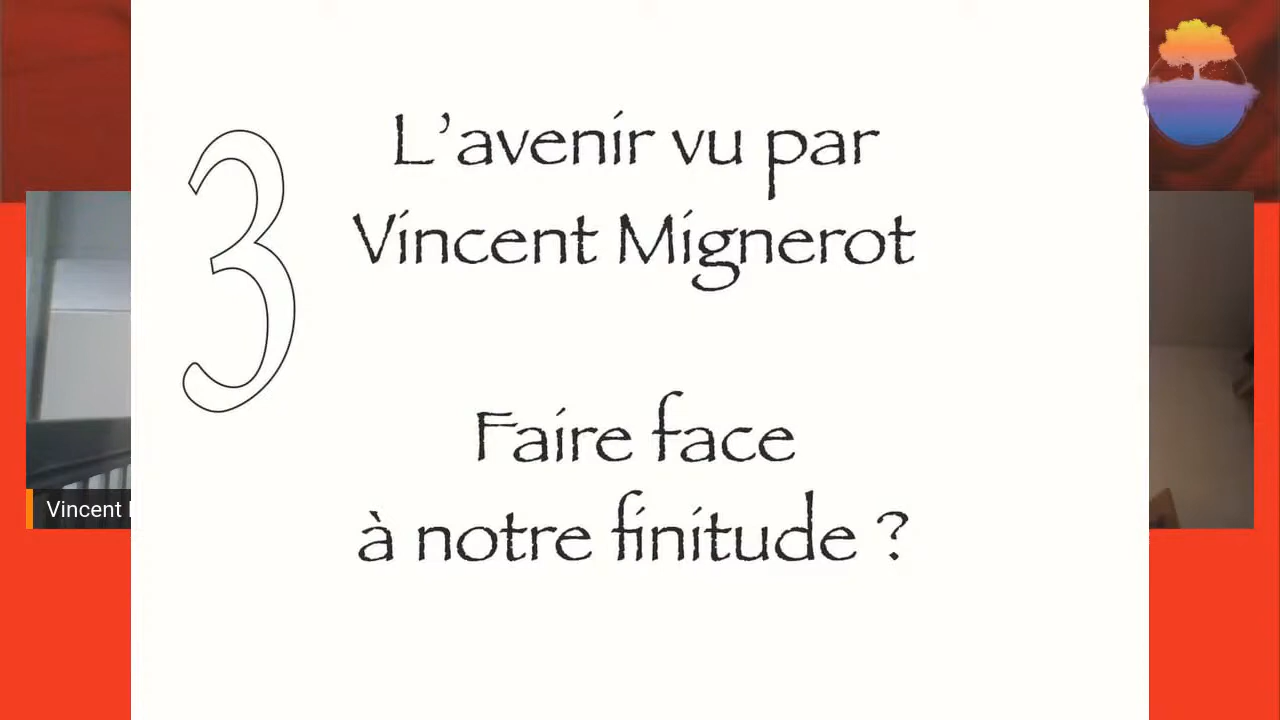 3
L’avenir vu par
Vincent Mignerot
Faire face
à notre finitude ?
Vincent